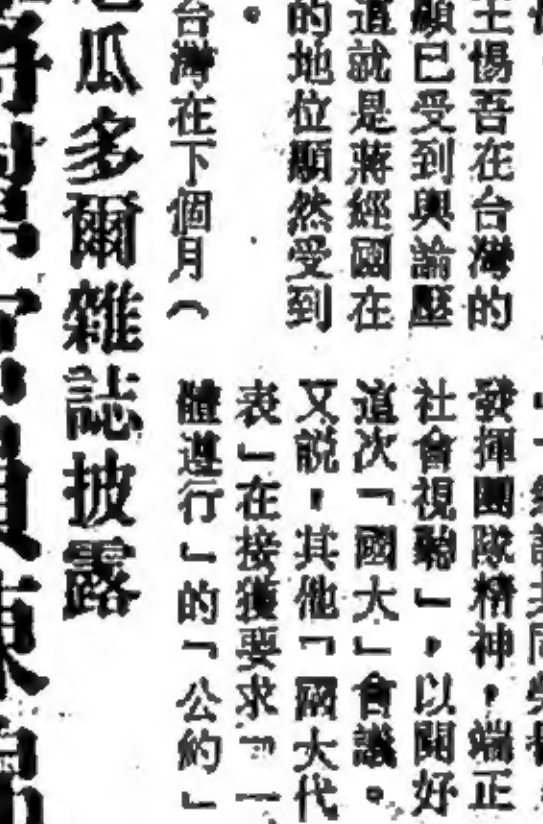 王惕吾在台灣的
顧已受到輿論壓
道就是蔣經國在
的地位顯然受到
。
台灣在下個月（
發揮團隊精神，端正
社會視聽」，以開好
這次「國大」會議。
又說，其他「國大代
表」在接獲要求「一
體遵行」的「公約」
瓜多爾雜誌披露